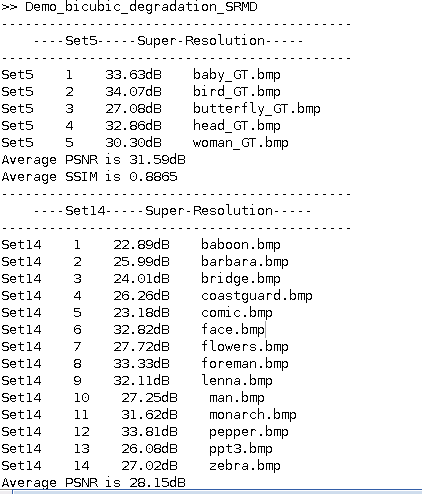 >> Demo_bicubic_degradation_SRMD
----------------------------------------------
----Set5-----Super-Resolution-----
----------------------------------------------
Set5 1 33.63dB baby_GT.bmp
Set5 2 34.07dB bird_GT.bmp
Set5 3 27.08dB butterfly_GT.bmp
Set5 4 32.86dB head_GT.bmp
Set5 5 30.30dB woman_GT.bmp
Average PSNR is 31.59dB
Average SSIM is 0.8865
----------------------------------------------
----Set14-----Super-Resolution-----
----------------------------------------------
Set14 1 22.89dB baboon.bmp
Set14 2 25.99dB barbara.bmp
Set14 3 24.01dB bridge.bmp
Set14 4 26.26dB coastguard.bmp
Set14 5 23.18dB comic.bmp
Set14 6 32.82dB face.bmp
Set14 7 27.72dB flowers.bmp
Set14 8 33.33dB foreman.bmp
Set14 9 32.11dB lenna.bmp
Set14 10 27.25dB man.bmp
Set14 11 31.62dB monarch.bmp
Set14 12 33.81dB pepper.bmp
Set14 13 26.08dB ppt3.bmp
Set14 14 27.02dB zebra.bmp
Average PSNR is 28.15dB